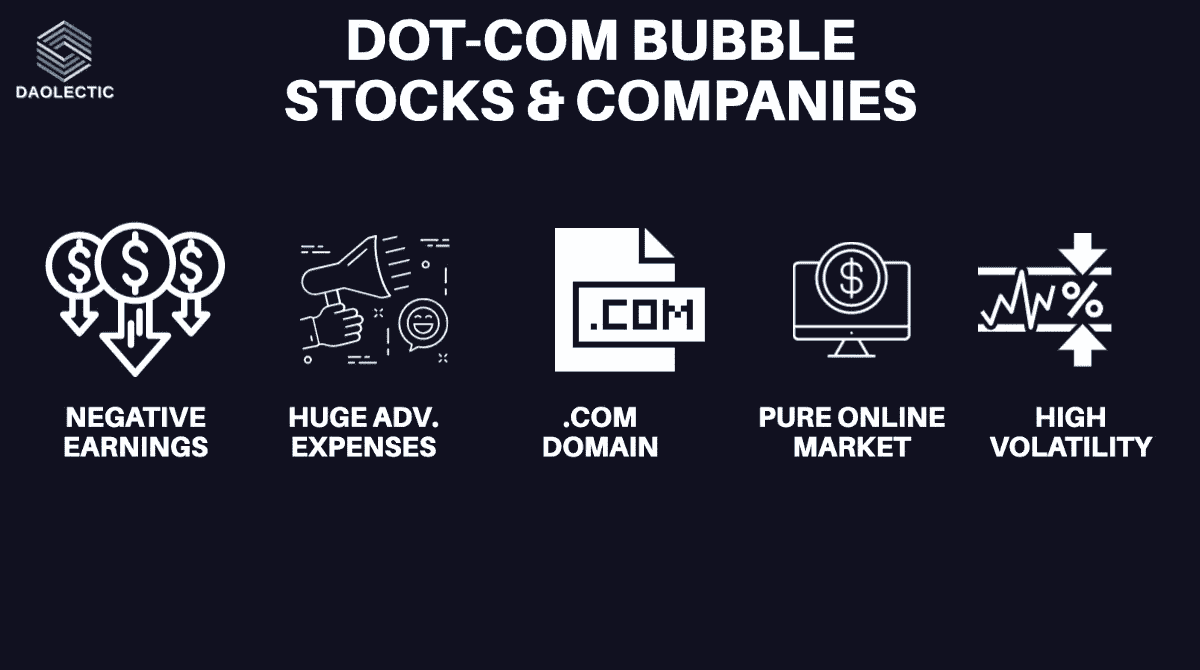 DAOLECTIC
DOT-COM BUBBLE
STOCKS & COMPANIES
$ $ $
.COM
$
%
NEGATIVE
EARNINGS
HUGE ADV.
EXPENSES
.COM
DOMAIN
PURE ONLINE
MARKET
HIGH
VOLATILITY